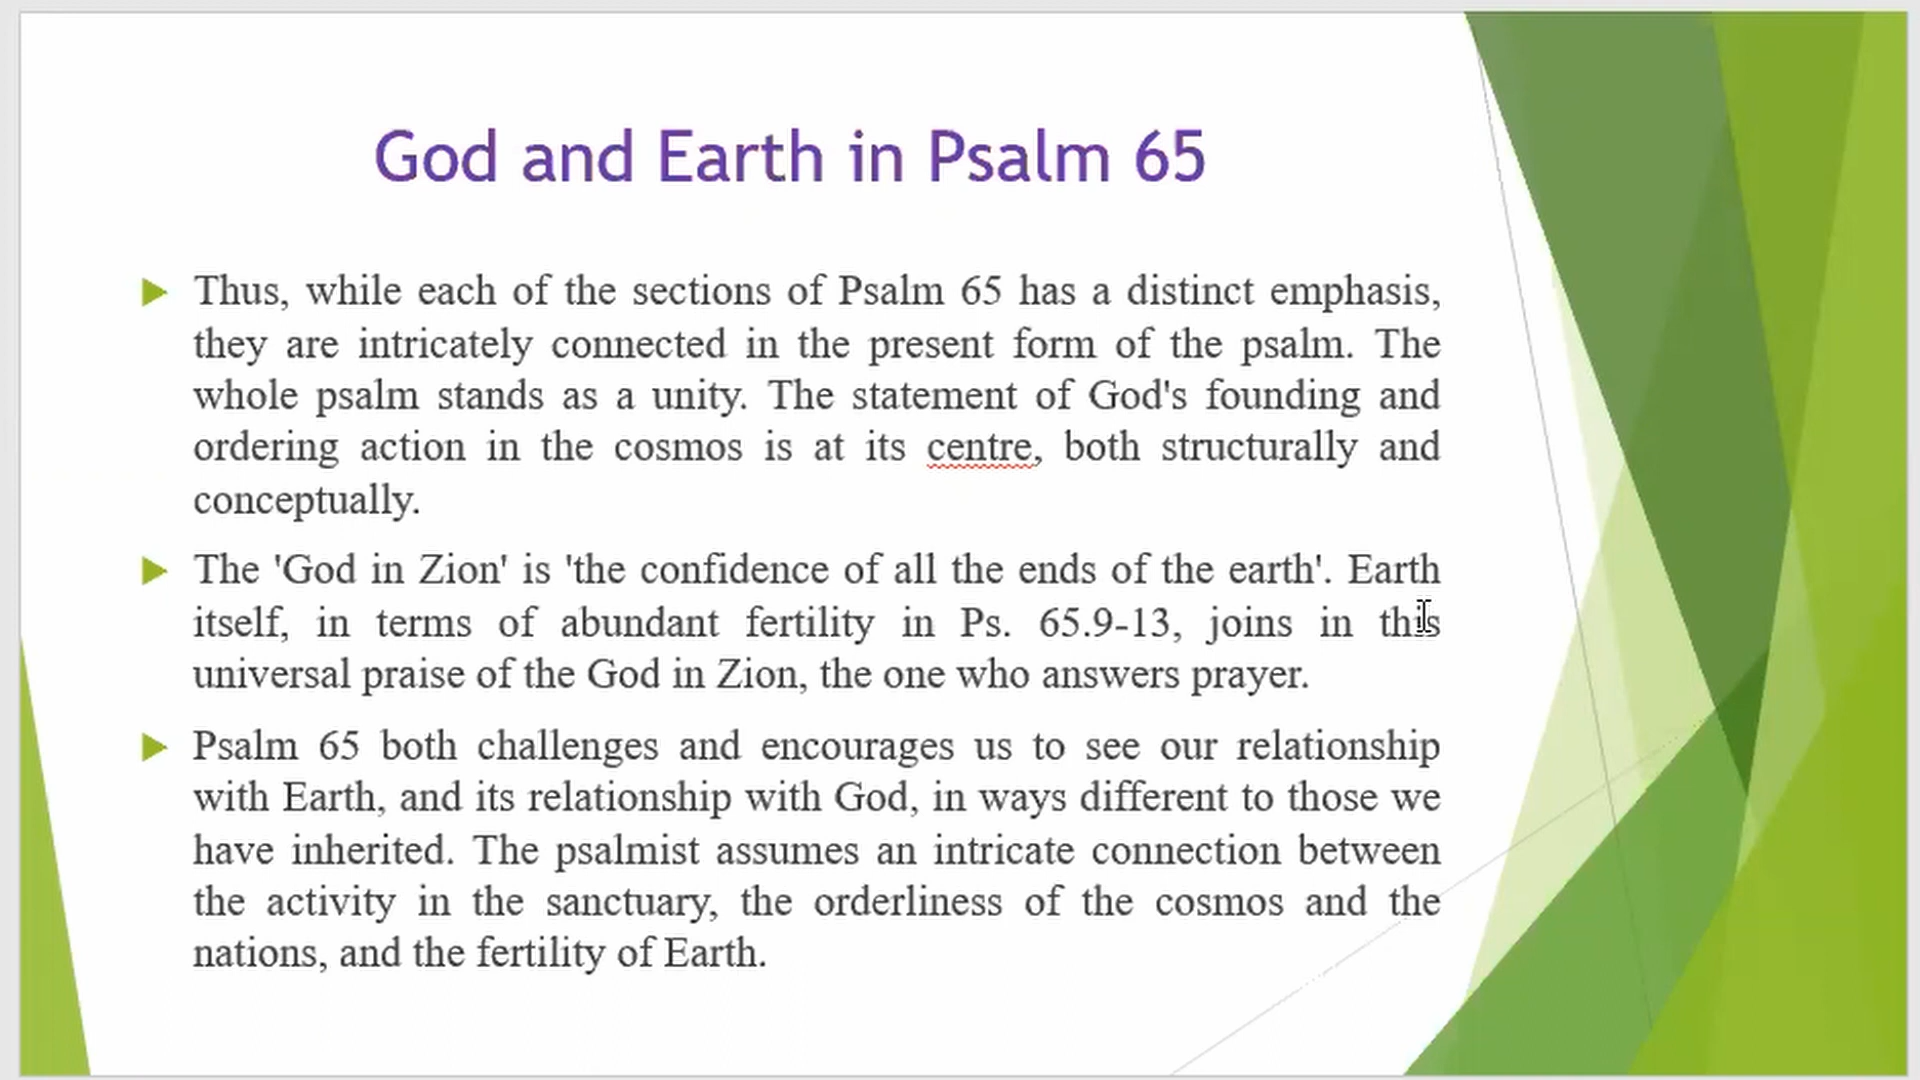 God and Earth in Psalm 65
Thus, while each of the sections of Psalm 65 has a distinct emphasis,
they are intricately connected in the present form of the psalm. The
whole psalm stands as a unity. The statement of God's founding and
ordering action in the cosmos is at its centre, both structurally and
conceptually.
The 'God in Zion' is 'the confidence of all the ends of the earth'. Earth
itself, in terms of abundant fertility in Ps. 65.9-13, joins in this
universal praise of the God in Zion, the one who answers prayer.
Psalm 65 both challenges and encourages us to see our relationship
with Earth, and its relationship with God, in ways different to those we
have inherited. The psalmist assumes an intricate connection between
the activity in the sanctuary, the orderliness of the cosmos and the
nations, and the fertility of Earth.